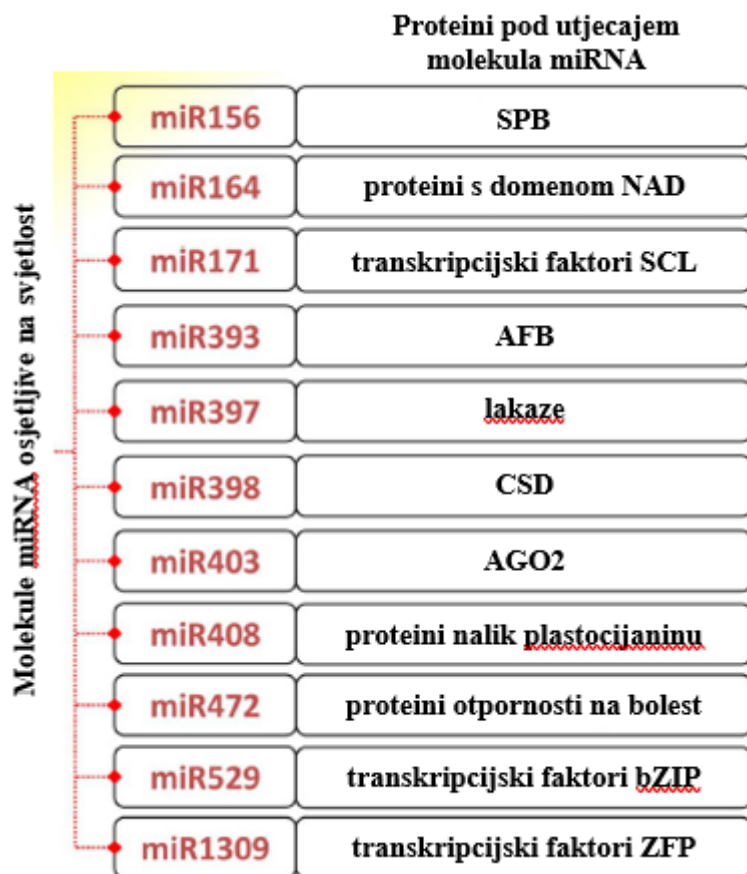 Proteini pod utjecajem
molekula miRNA
Molekule miRNA osjetljive na svjetlost
miR156 SPB
miR164 proteini s domenom NAD
miR171 transkripcijski faktori SCL
miR393 AFB
miR397 lakaze
miR398 CSD
miR403 AGO2
miR408 proteini nalik plastocijaninu
miR472 proteini otpornosti na bolest
miR529 transkripcijski faktori bZIP
miR1309 transkripcijski faktori ZFP